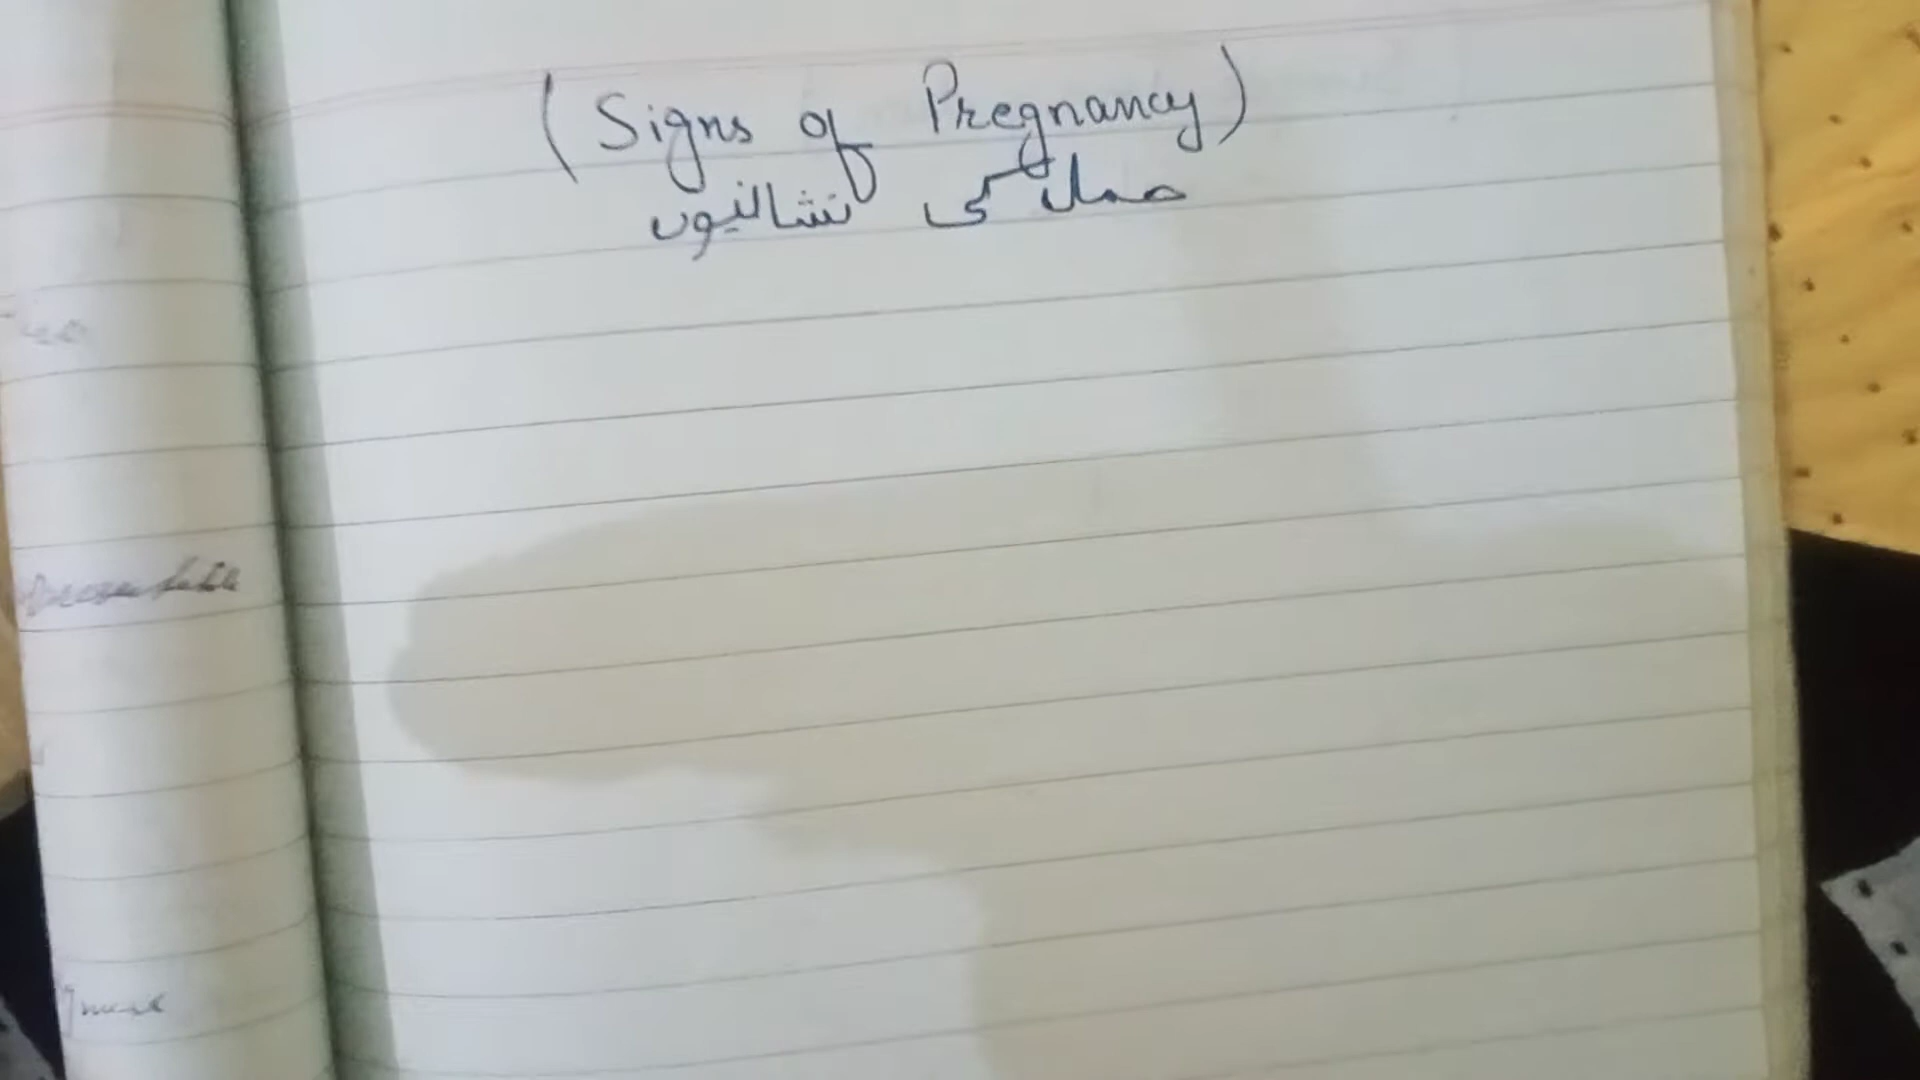 (Signs of Pregnancy)
حمل کی نشانیوں